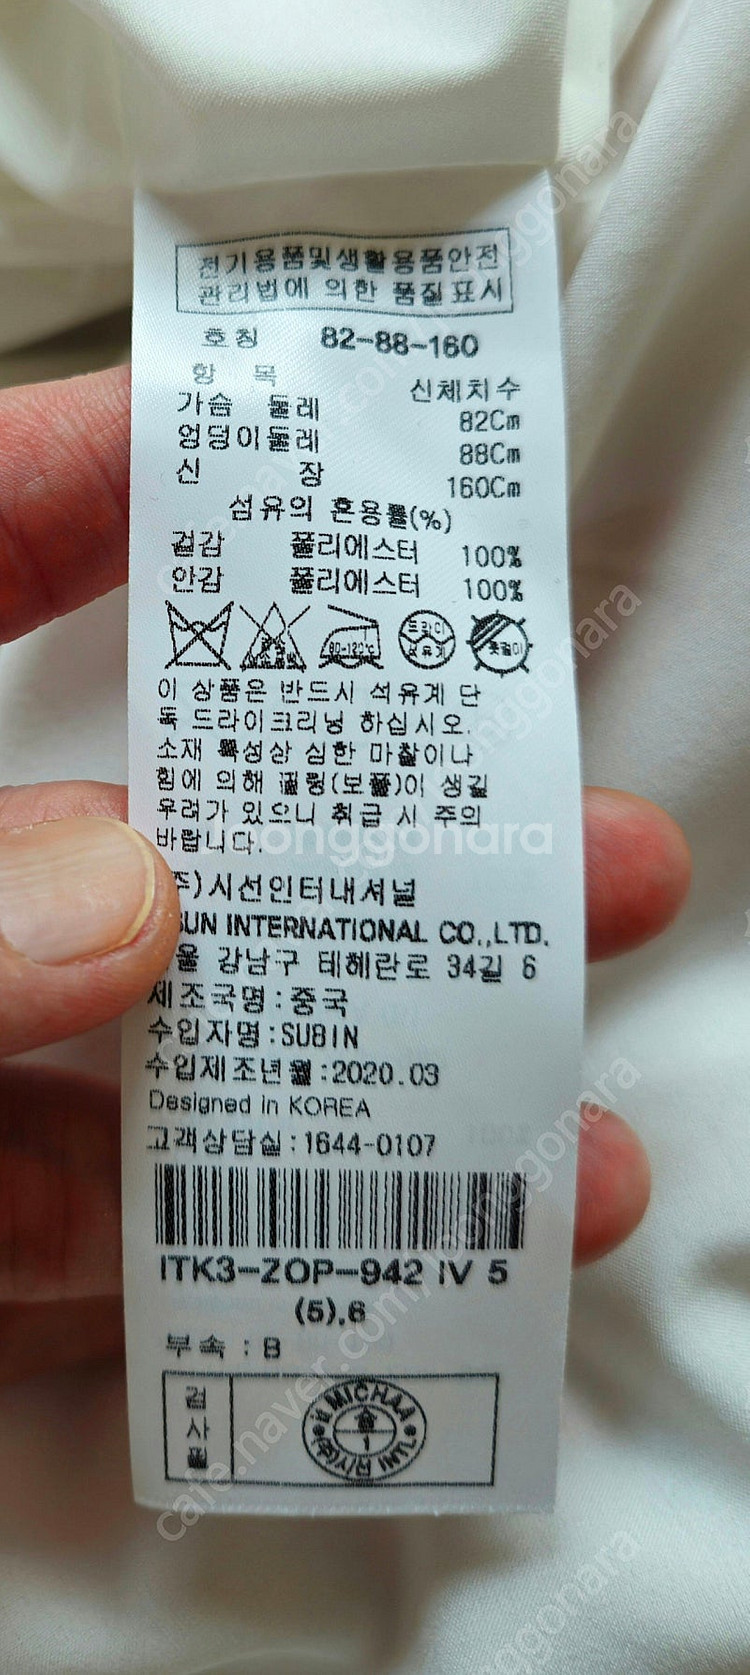 전기용품및생활용품안전
관리법에 의한 품질표시
호칭 82-88-160
항 목 신체치수
가슴 둘레 82Cm
엉덩이둘레 88Cm
신 장 160Cm
섬유의 혼용률(%)
겉감 폴리에스터 100%
안감 폴리에스터 100%
80-120℃ 드라이 석유계 옷걸이
이 상품은 반드시 석유계 단
독 드라이크리닝 하십시오.
소재 특성상 심한 마찰이나
힘에 의해 필링(보풀)이 생길
우려가 있으니 취급 시 주의
바랍니다.
주)시선인터내셔널
SUN INTERNATIONAL CO.,LTD.
울 강남구 테헤란로 34길 6
제조국명:중국
수입자명:SUBIN
수입제조년월:2020.03
Designed in KOREA
고객상담실:1644-0107
ITK3-ZOP-942 IV 5
(5).6
부속 : B
검사필
MICHAA
숍
1
(주)시선 INTL
joonggonara
cafe.naver.com/joonggonara